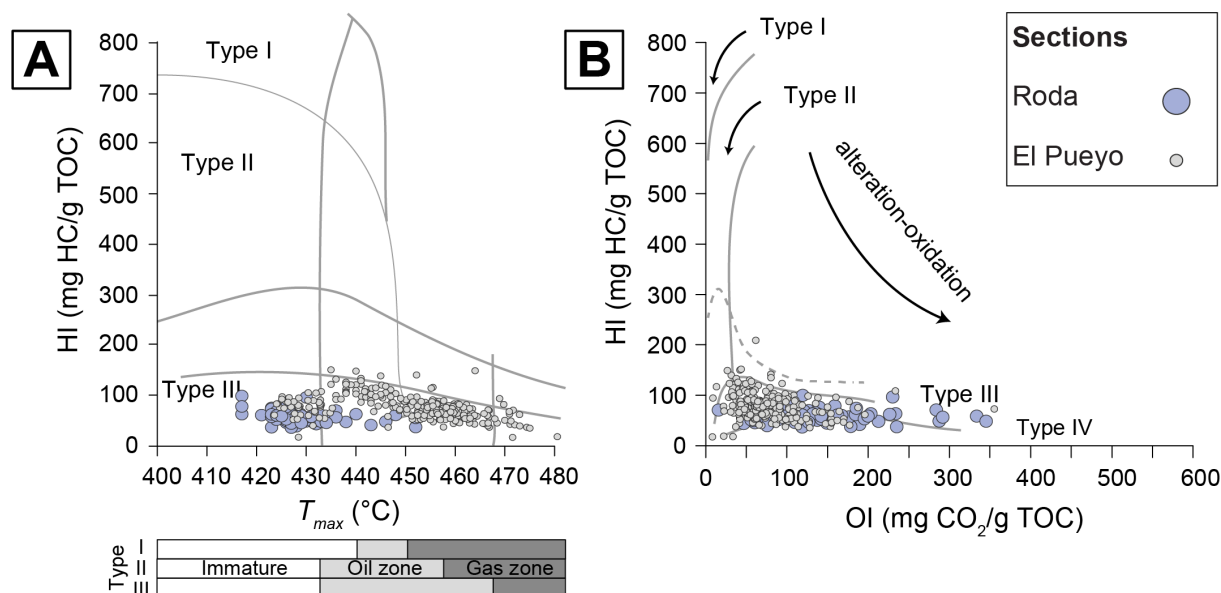 A
HI (mg HC/g TOC)
800
700
600
500
400
300
200
100
0
Type I
Type II
Type III
400 410 420 430 440 450 460 470 480
Tmax (°C)
Type
I
II
III
Immature Oil zone Gas zone
B
HI (mg HC/g TOC)
800
700
600
500
400
300
200
100
0
Type I
Type II
alteration-oxidation
Type III
Type IV
0 100 200 300 400 500 600
OI (mg CO2/g TOC)
Sections
Roda
El Pueyo